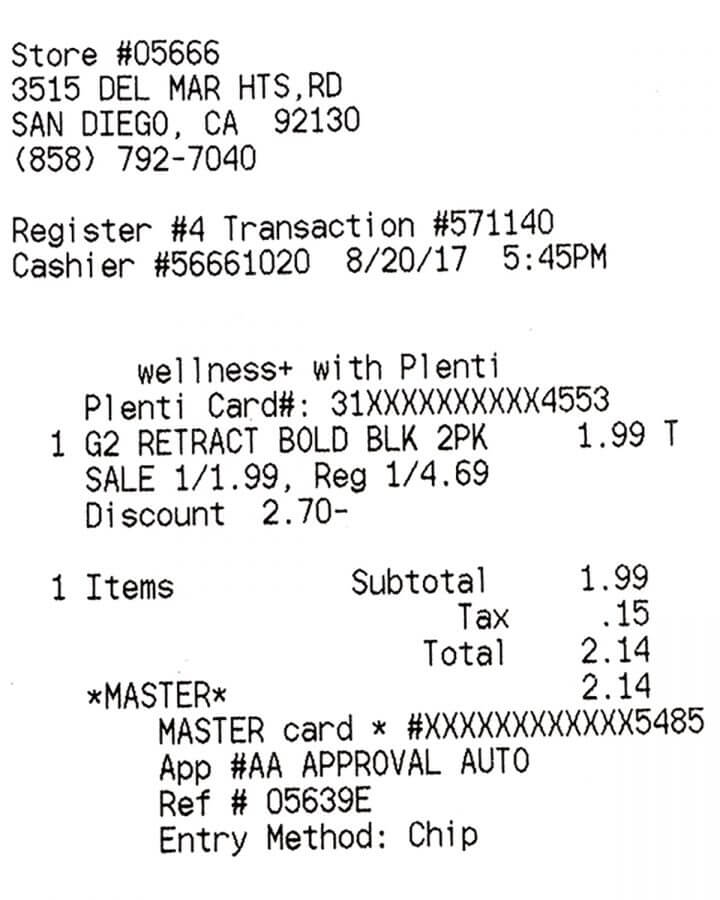 Store #05666
3515 DEL MAR HTS,RD
SAN DIEGO, CA 92130
(858) 792-7040
Register #4 Transaction #571140
Cashier #56661020 8/20/17 5:45PM
wellness+ with Plenti
Plenti Card#: 31XXXXXXXXXX4553
1 G2 RETRACT BOLD BLK 2PK 1.99 T
SALE 1/1.99, Reg 1/4.69
Discount 2.70-
1 Items Subtotal 1.99
Tax .15
Total 2.14
*MASTER* 2.14
MASTER card * #XXXXXXXXXXXX5485
App #AA APPROVAL AUTO
Ref # 05639E
Entry Method: Chip